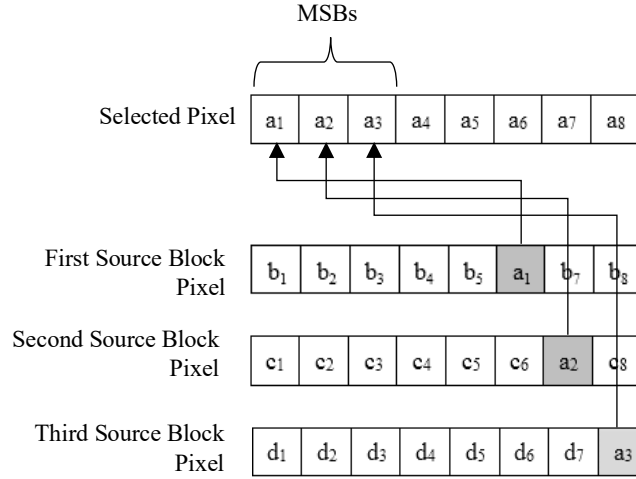 MSBs
Selected Pixel a1 a2 a3 a4 a5 a6 a7 a8
First Source Block
Pixel b1 b2 b3 b4 b5 a1 b7 b8
Second Source Block
Pixel c1 c2 c3 c4 c5 c6 a2 c8
Third Source Block
Pixel d1 d2 d3 d4 d5 d6 d7 a3